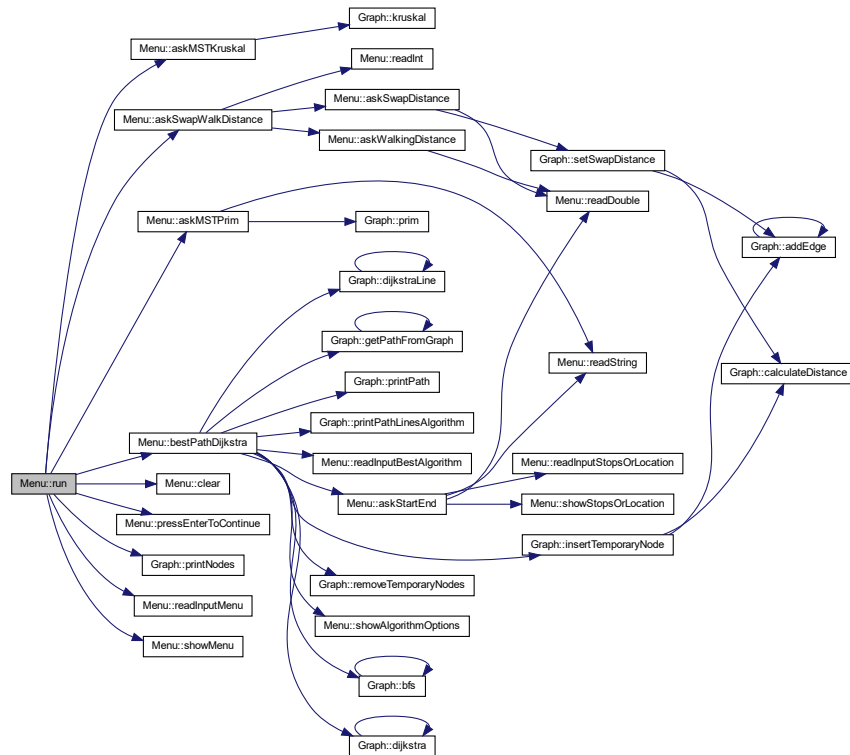 Graph::kruskal
Menu::askMSTKruskal
Menu::readInt
Menu::askSwapDistance
Menu::askSwapWalkDistance
Menu::askWalkingDistance
Graph::setSwapDistance
Menu::readDouble
Menu::askMSTPrim
Graph::prim
Graph::addEdge
Graph::dijkstraLine
Graph::getPathFromGraph
Menu::readString
Graph::calculateDistance
Graph::printPath
Graph::printPathLinesAlgorithm
Menu::bestPathDijkstra
Menu::readInputBestAlgorithm
Menu::readInputStopsOrLocation
Menu::run
Menu::clear
Menu::askStartEnd
Menu::showStopsOrLocation
Menu::pressEnterToContinue
Graph::insertTemporaryNode
Graph::printNodes
Graph::removeTemporaryNodes
Menu::readInputMenu
Menu::showAlgorithmOptions
Menu::showMenu
Graph::bfs
Graph::dijkstra